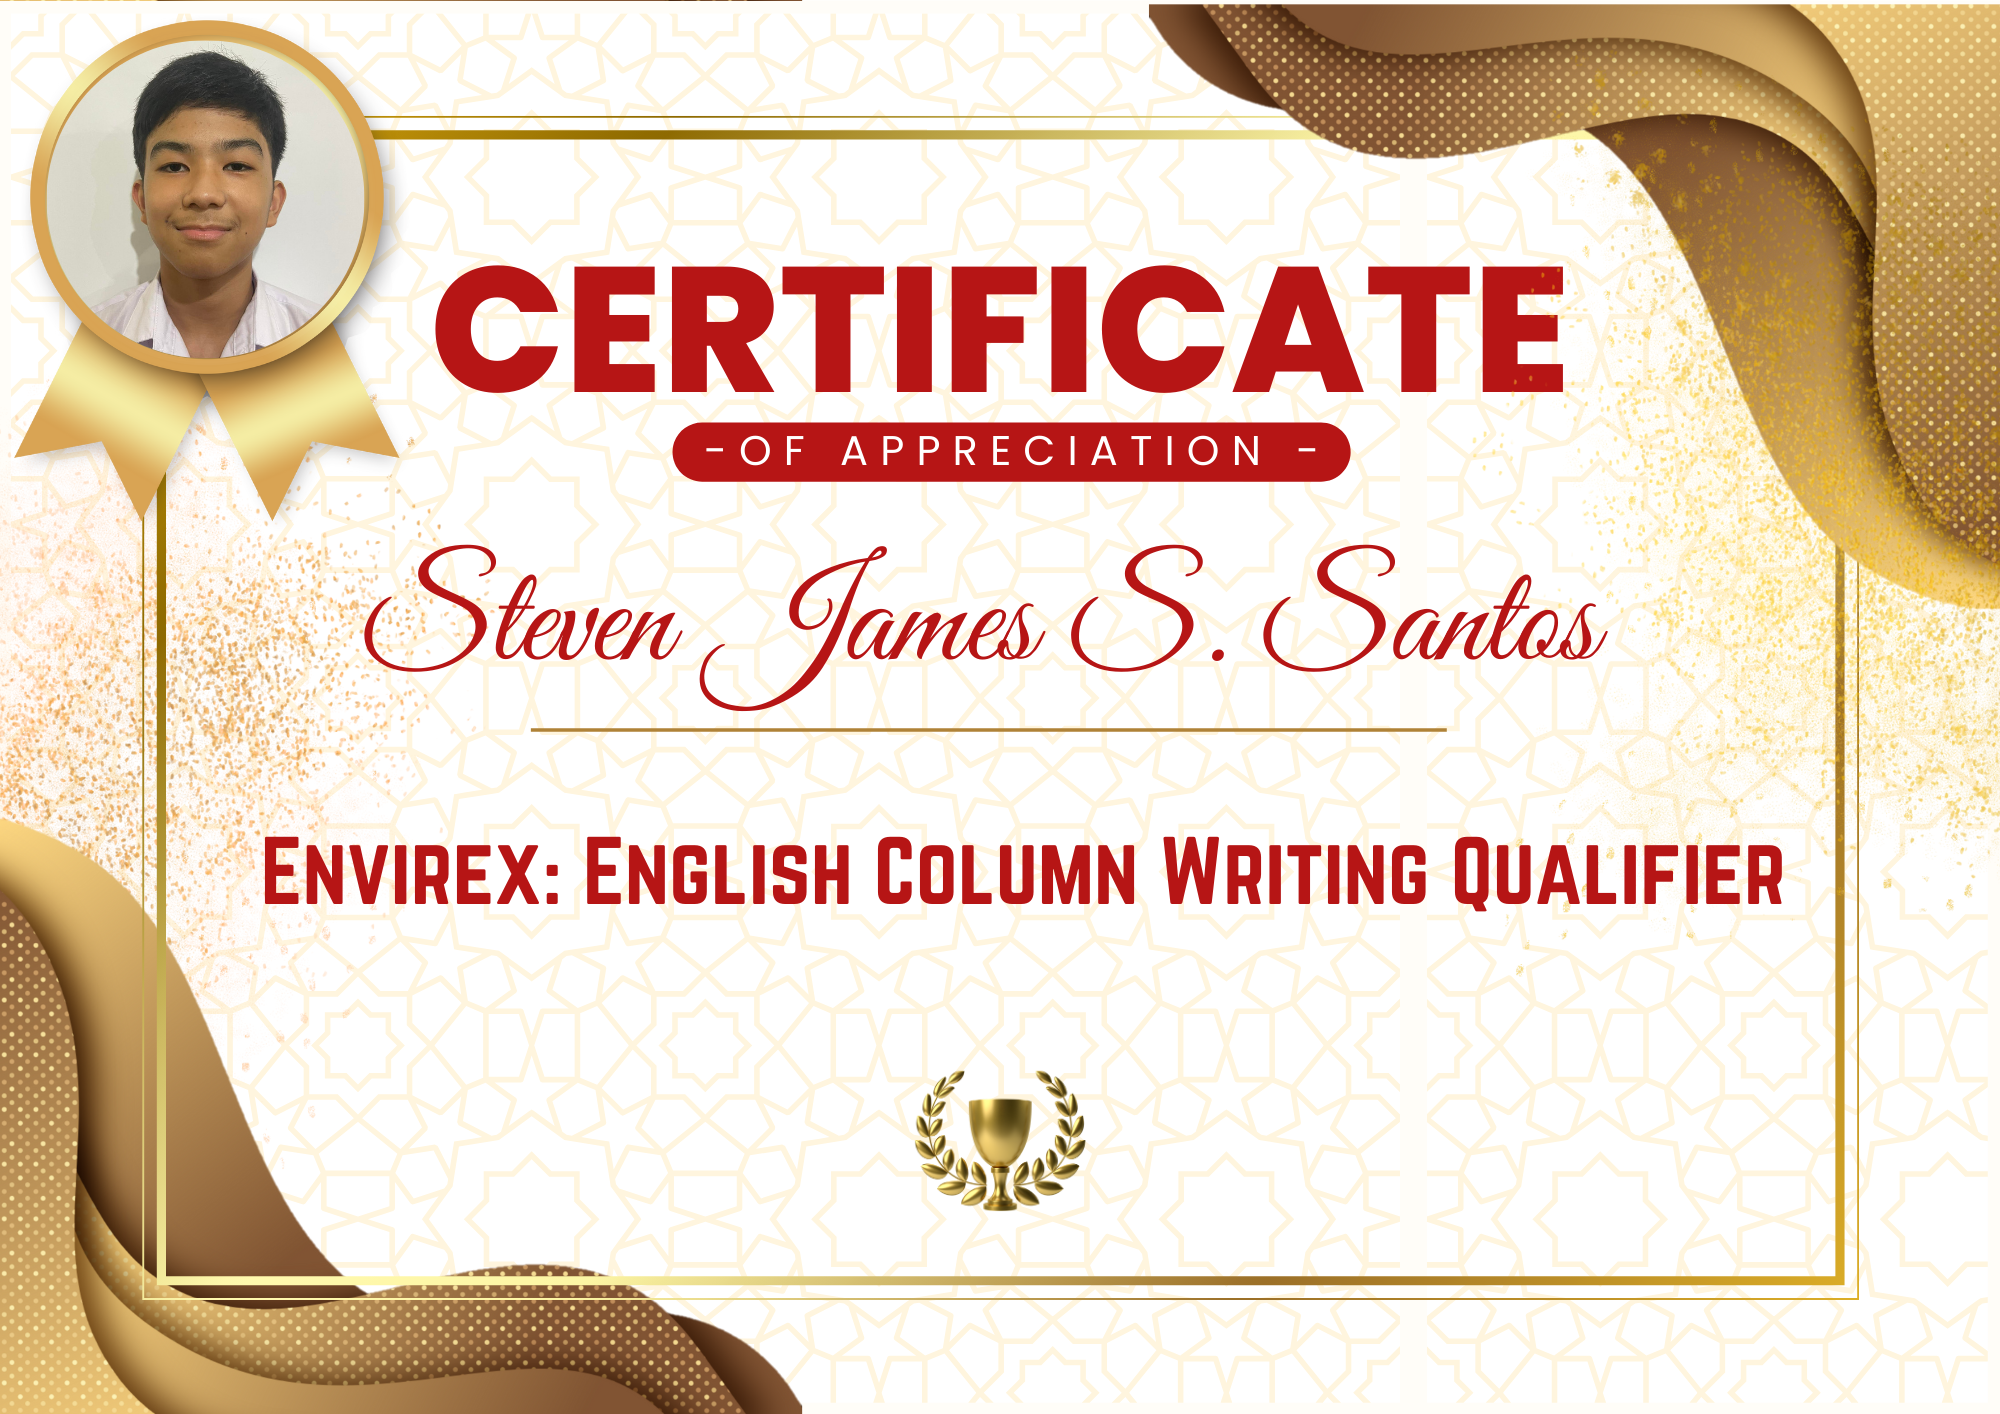 CERTIFICATE
-OF APPRECIATION -
Steven James S. Santos
Envirex: English Column Writing Qualifier